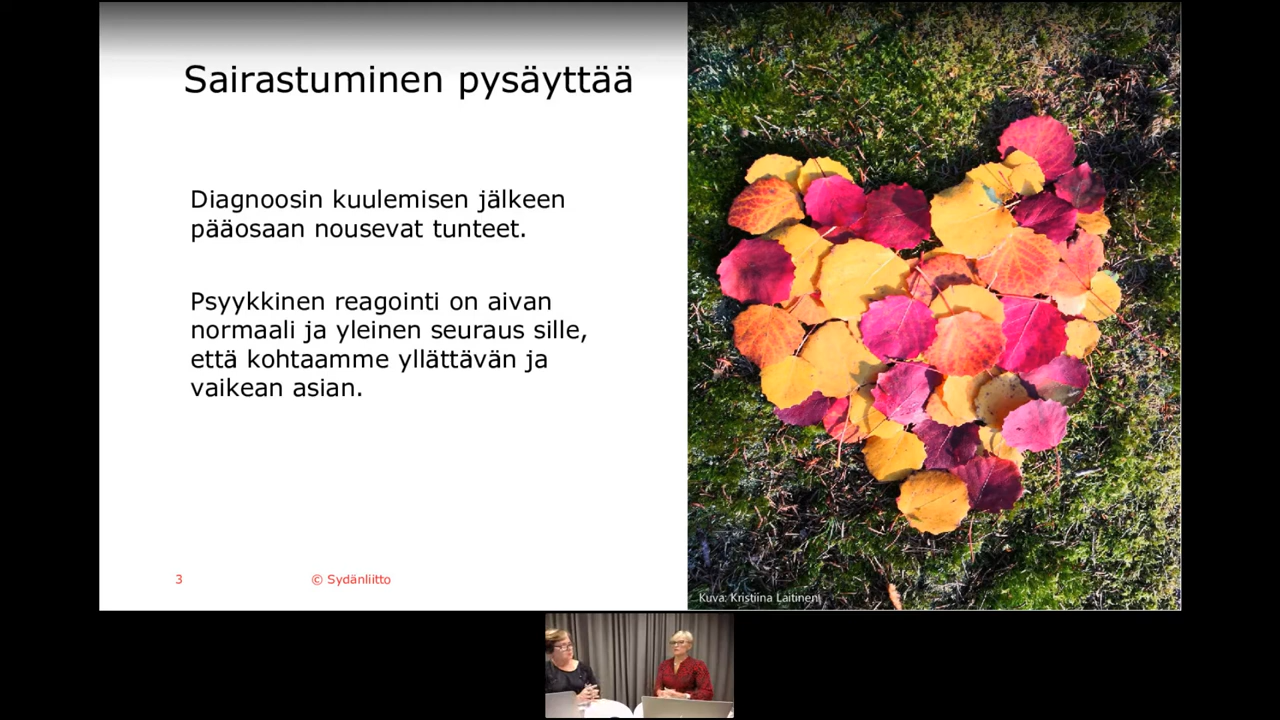 Sairastuminen pysäyttää
Diagnoosin kuulemisen jälkeen
pääosaan nousevat tunteet.
Psyykkinen reagointi on aivan
normaali ja yleinen seuraus sille,
että kohtaamme yllättävän ja
vaikean asian.
3
© Sydänliitto
Kuva: Kristiina Laitinen